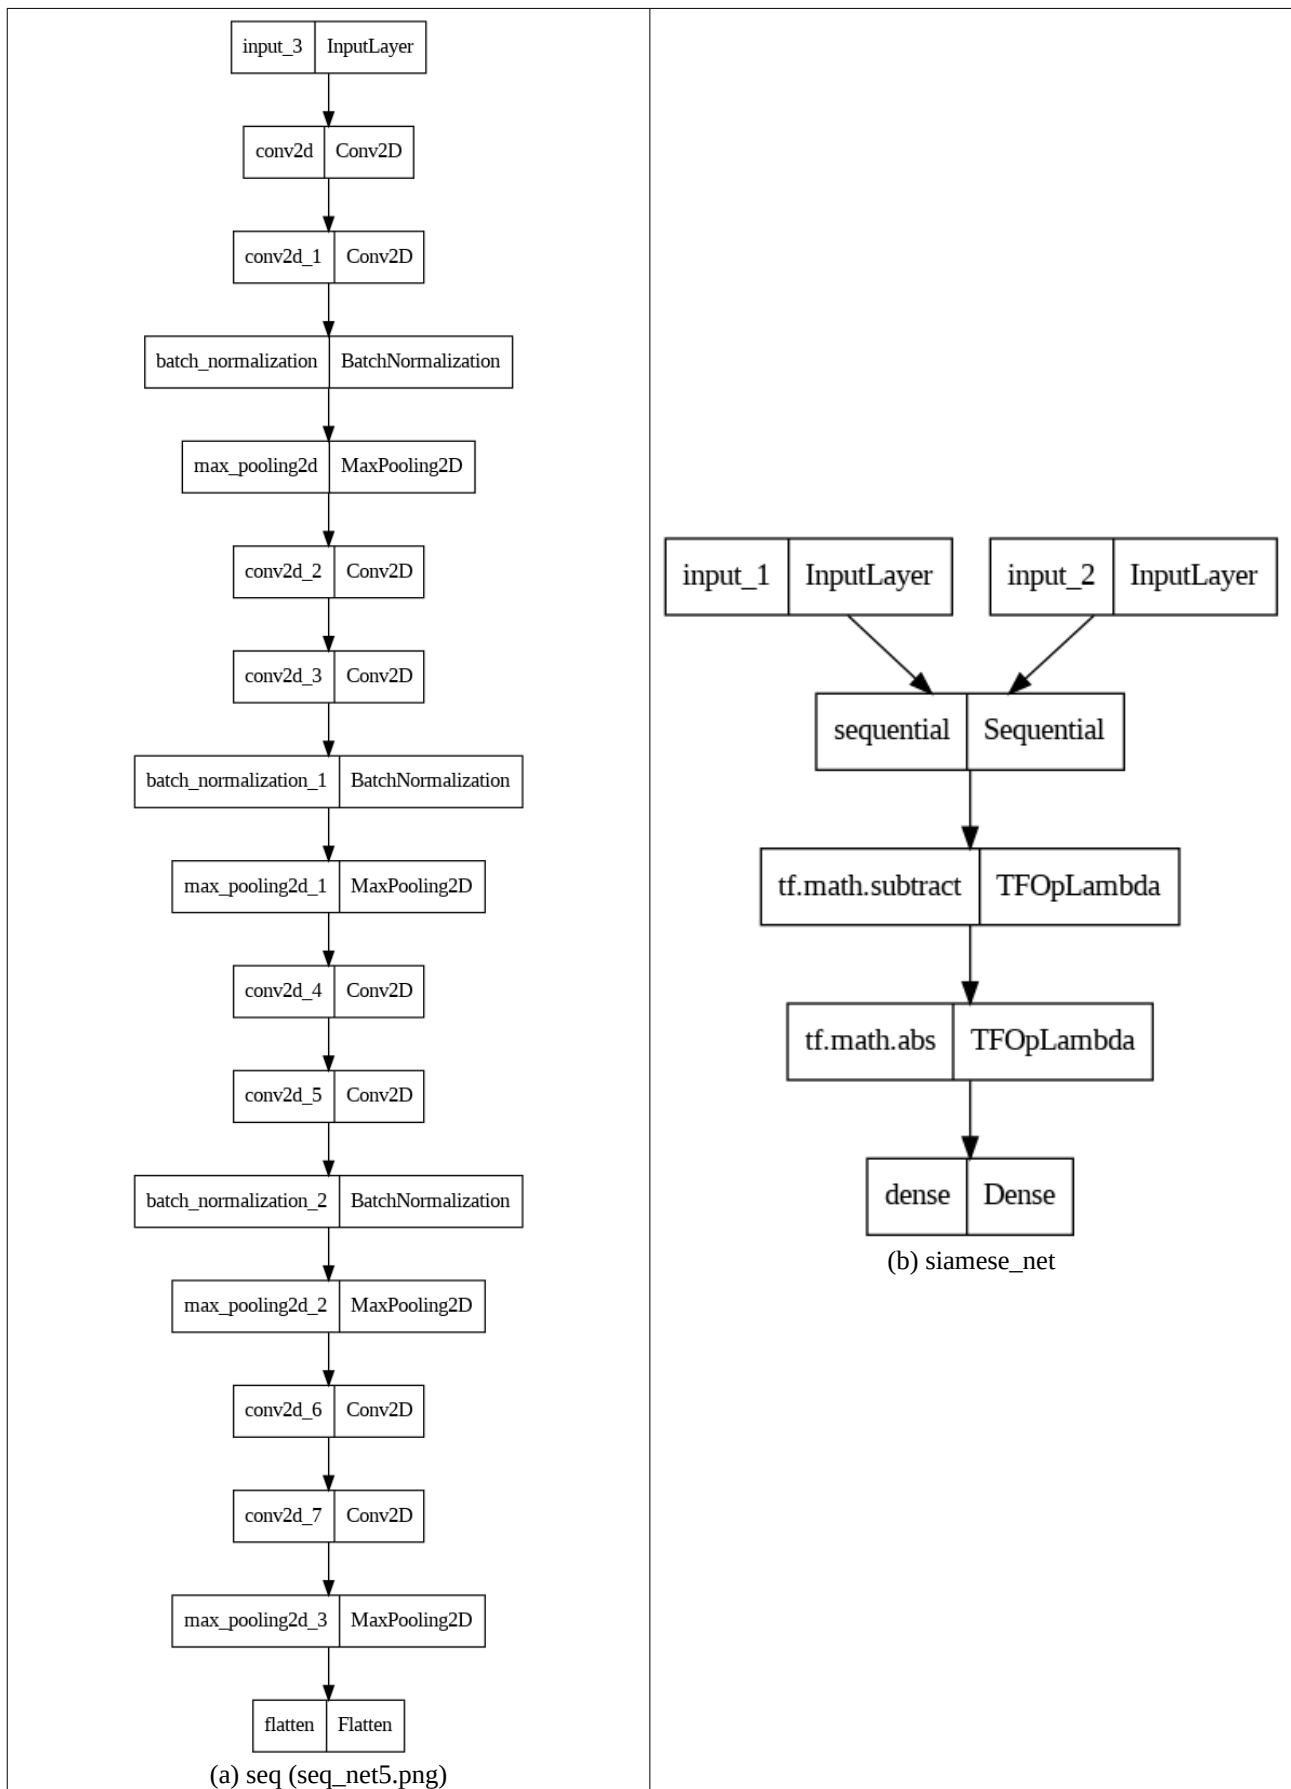 input_3 InputLayer
conv2d Conv2D
conv2d_1 Conv2D
batch_normalization BatchNormalization
max_pooling2d MaxPooling2D
conv2d_2 Conv2D
conv2d_3 Conv2D
batch_normalization_1 BatchNormalization
max_pooling2d_1 MaxPooling2D
conv2d_4 Conv2D
conv2d_5 Conv2D
batch_normalization_2 BatchNormalization
max_pooling2d_2 MaxPooling2D
conv2d_6 Conv2D
conv2d_7 Conv2D
max_pooling2d_3 MaxPooling2D
flatten Flatten
(a) seq (seq_net5.png)
input_1 InputLayer
input_2 InputLayer
sequential Sequential
tf.math.subtract TFOpLambda
tf.math.abs TFOpLambda
dense Dense
(b) siamese_net